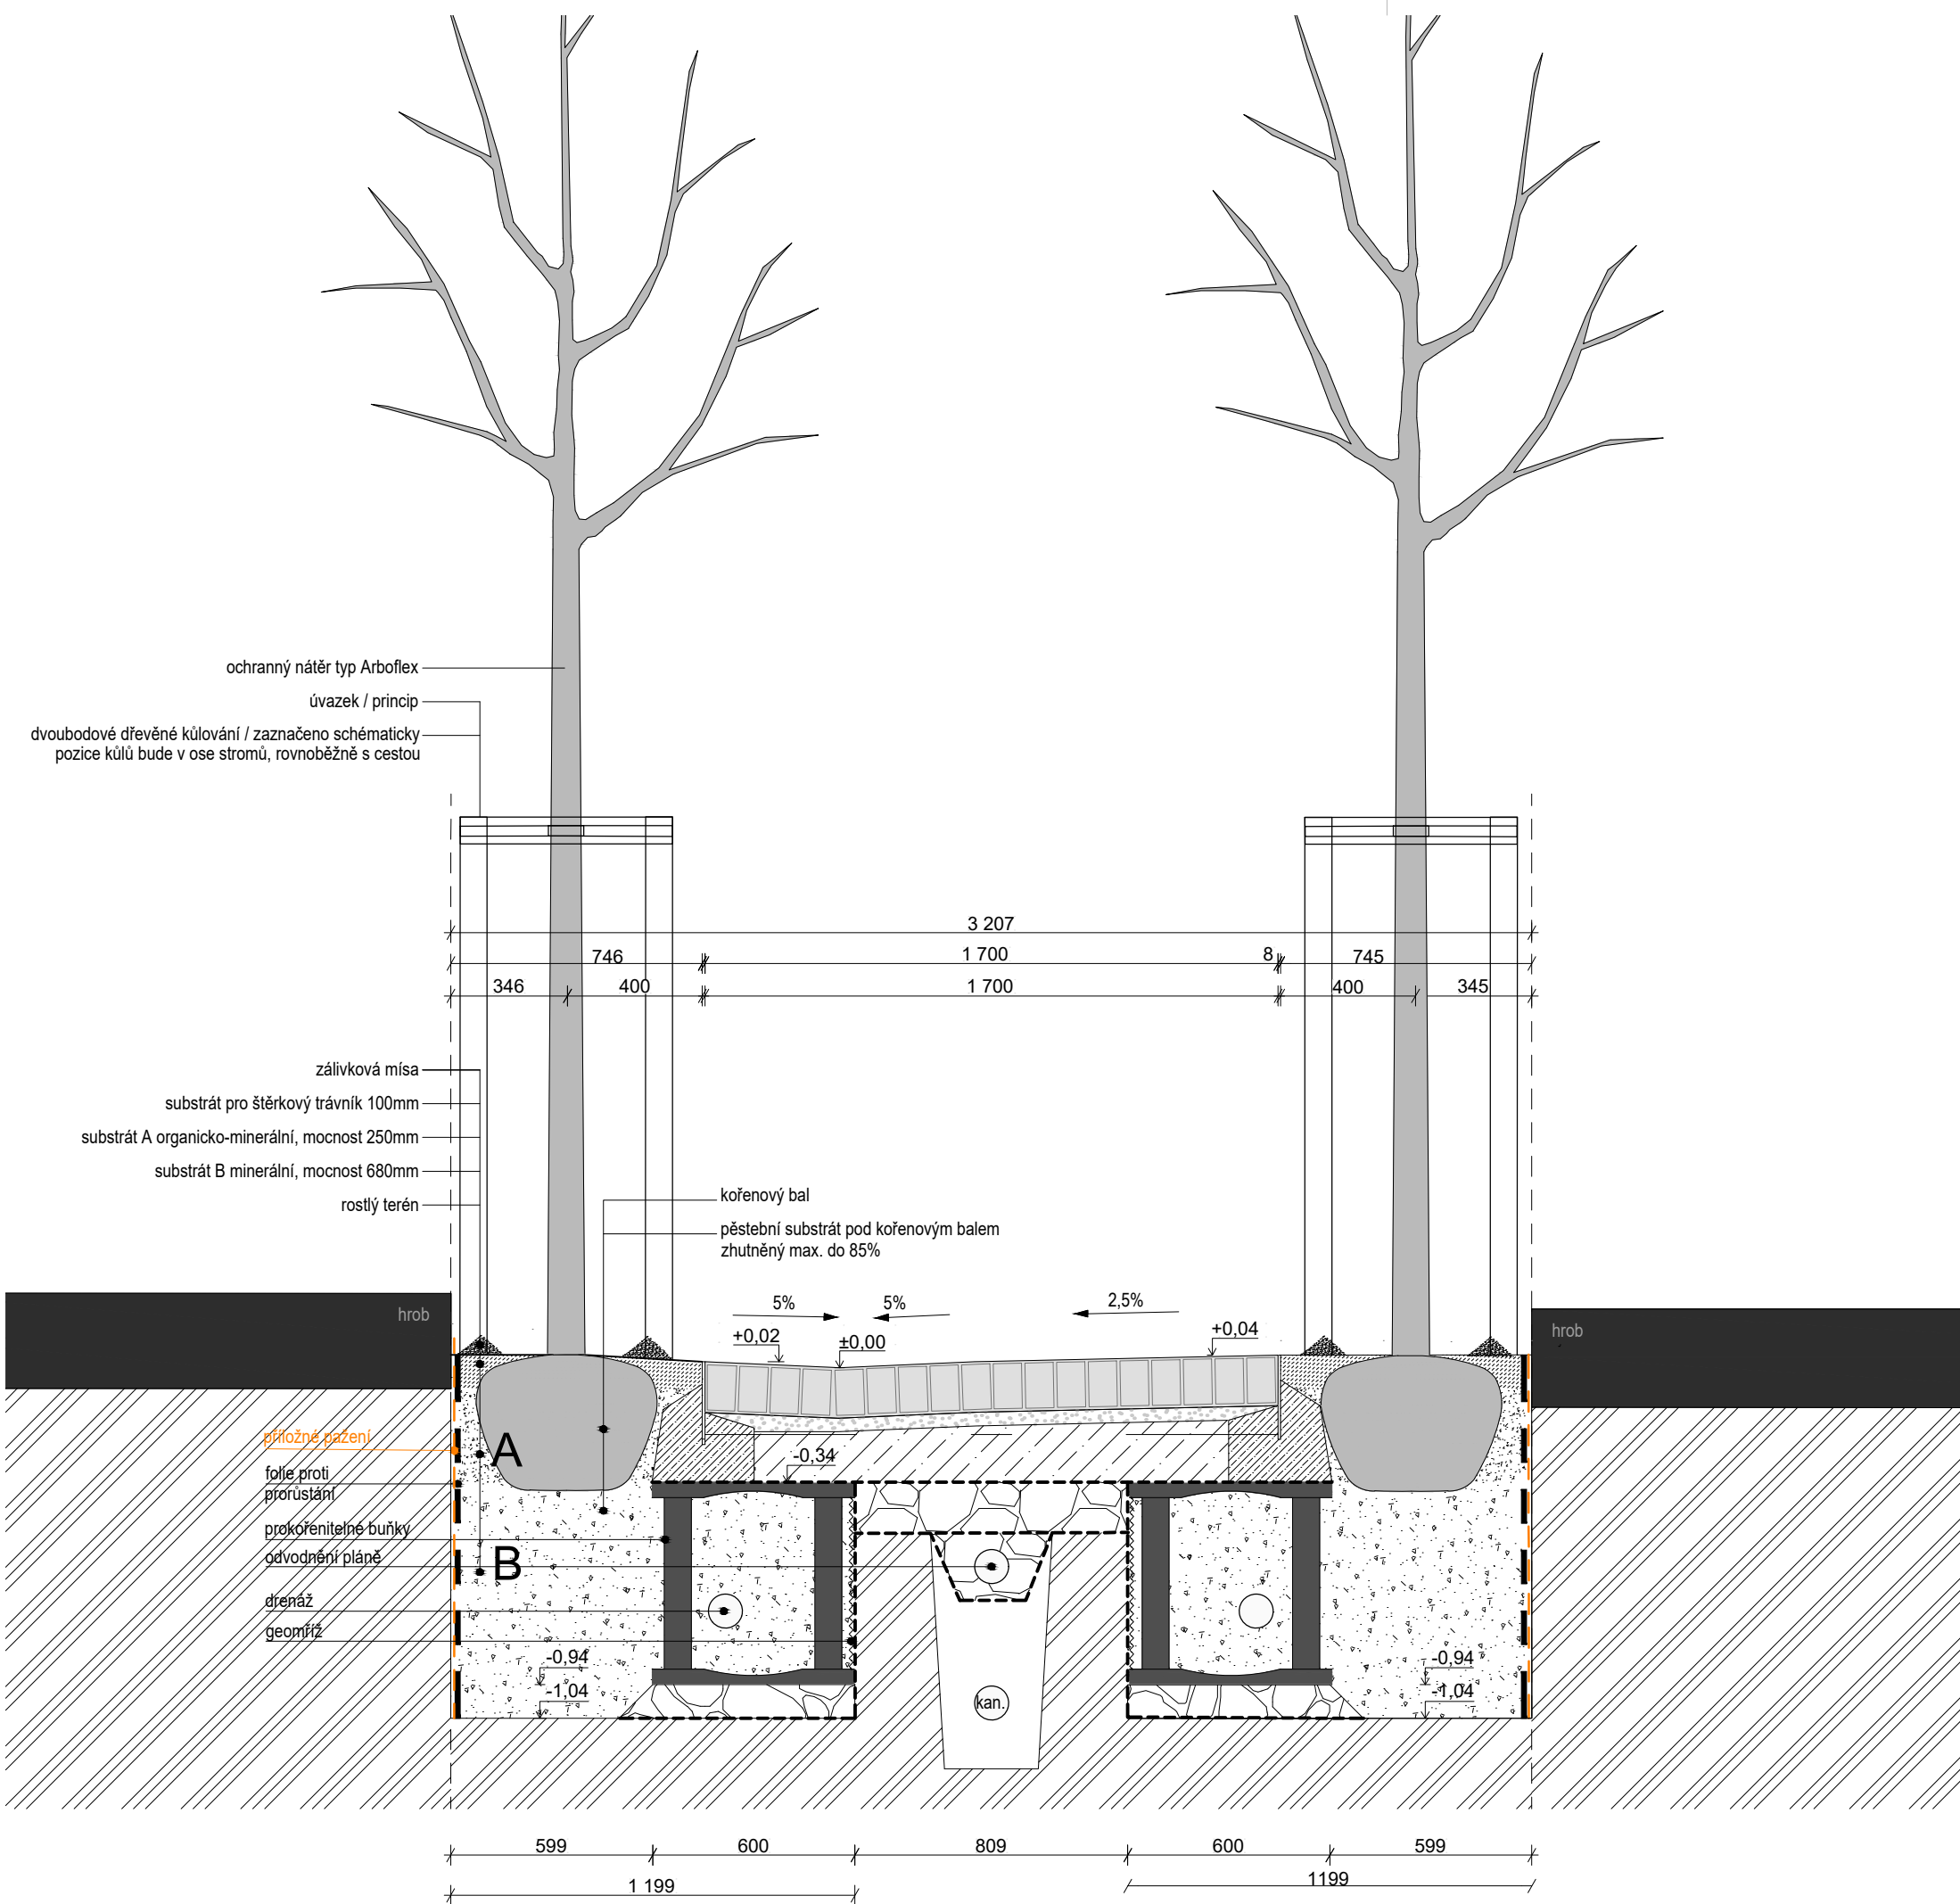 ochranný nátěr typ Arboflex
úvazek / princip
dvoubodové dřevěné kůlování / zaznačeno schématicky
pozice kůlů bude v ose stromů, rovnoběžně s cestou
3 207
746
1 700
8
745
346
400
1 700
400
345
zálivková mísa
substrát pro štěrkový trávník 100mm
substrát A organicko-minerální, mocnost 250mm
substrát B minerální, mocnost 680mm
rostlý terén
kořenový bal
pěstební substrát pod kořenovým balem
zhutněný max. do 85%
hrob
5%
5%
2,5%
+0,02
±0,00
+0,04
hrob
příložné pažení
A
-0,34
folie proti
prorůstání
prokořenitelné buňky
odvodnění pláně
B
drenáž
geomříž
-0,94
-1,04
kan.
-0,94
-1,04
599
600
809
600
599
1 199
1199